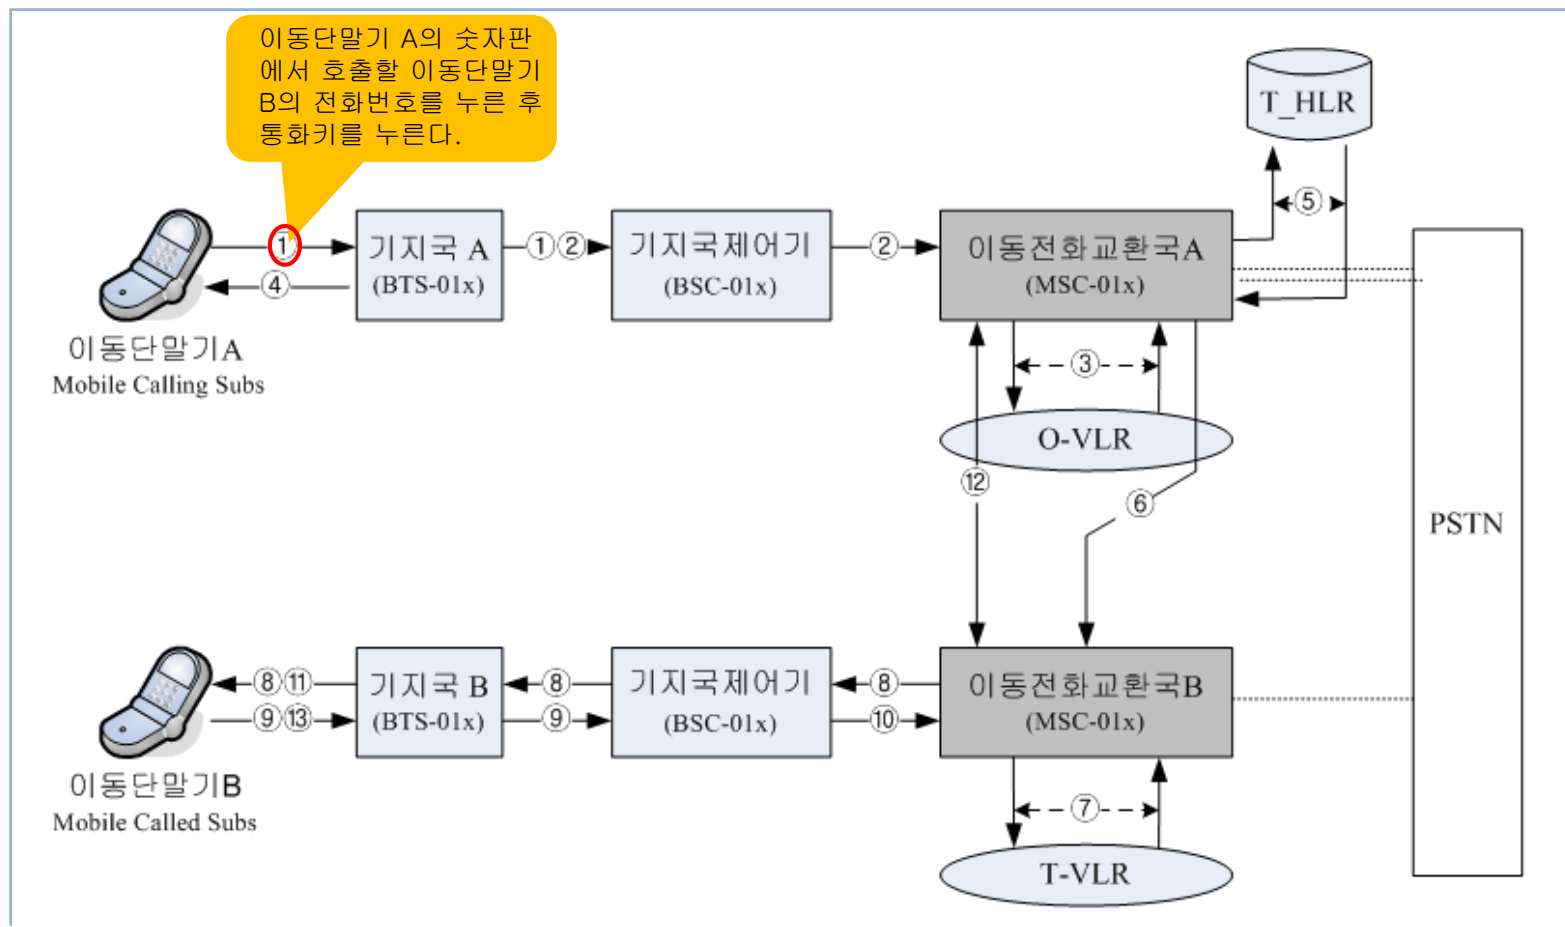 이동단말기 A의 숫자판
에서 호출할 이동단말기
B의 전화번호를 누른 후
통화키를 누른다.
T_HLR
⑤
①
기지국 A
(BTS-01x)
① ②
기지국제어기
(BSC-01x)
②
이동전화교환국A
(MSC-01x)
④
이동단말기A
Mobile Calling Subs
③
O-VLR
⑫
⑥
PSTN
⑧ ⑪
⑨ ⑬
기지국 B
(BTS-01x)
⑧
⑨
기지국제어기
(BSC-01x)
⑧
⑩
이동전화교환국B
(MSC-01x)
이동단말기B
Mobile Called Subs
⑦
T-VLR